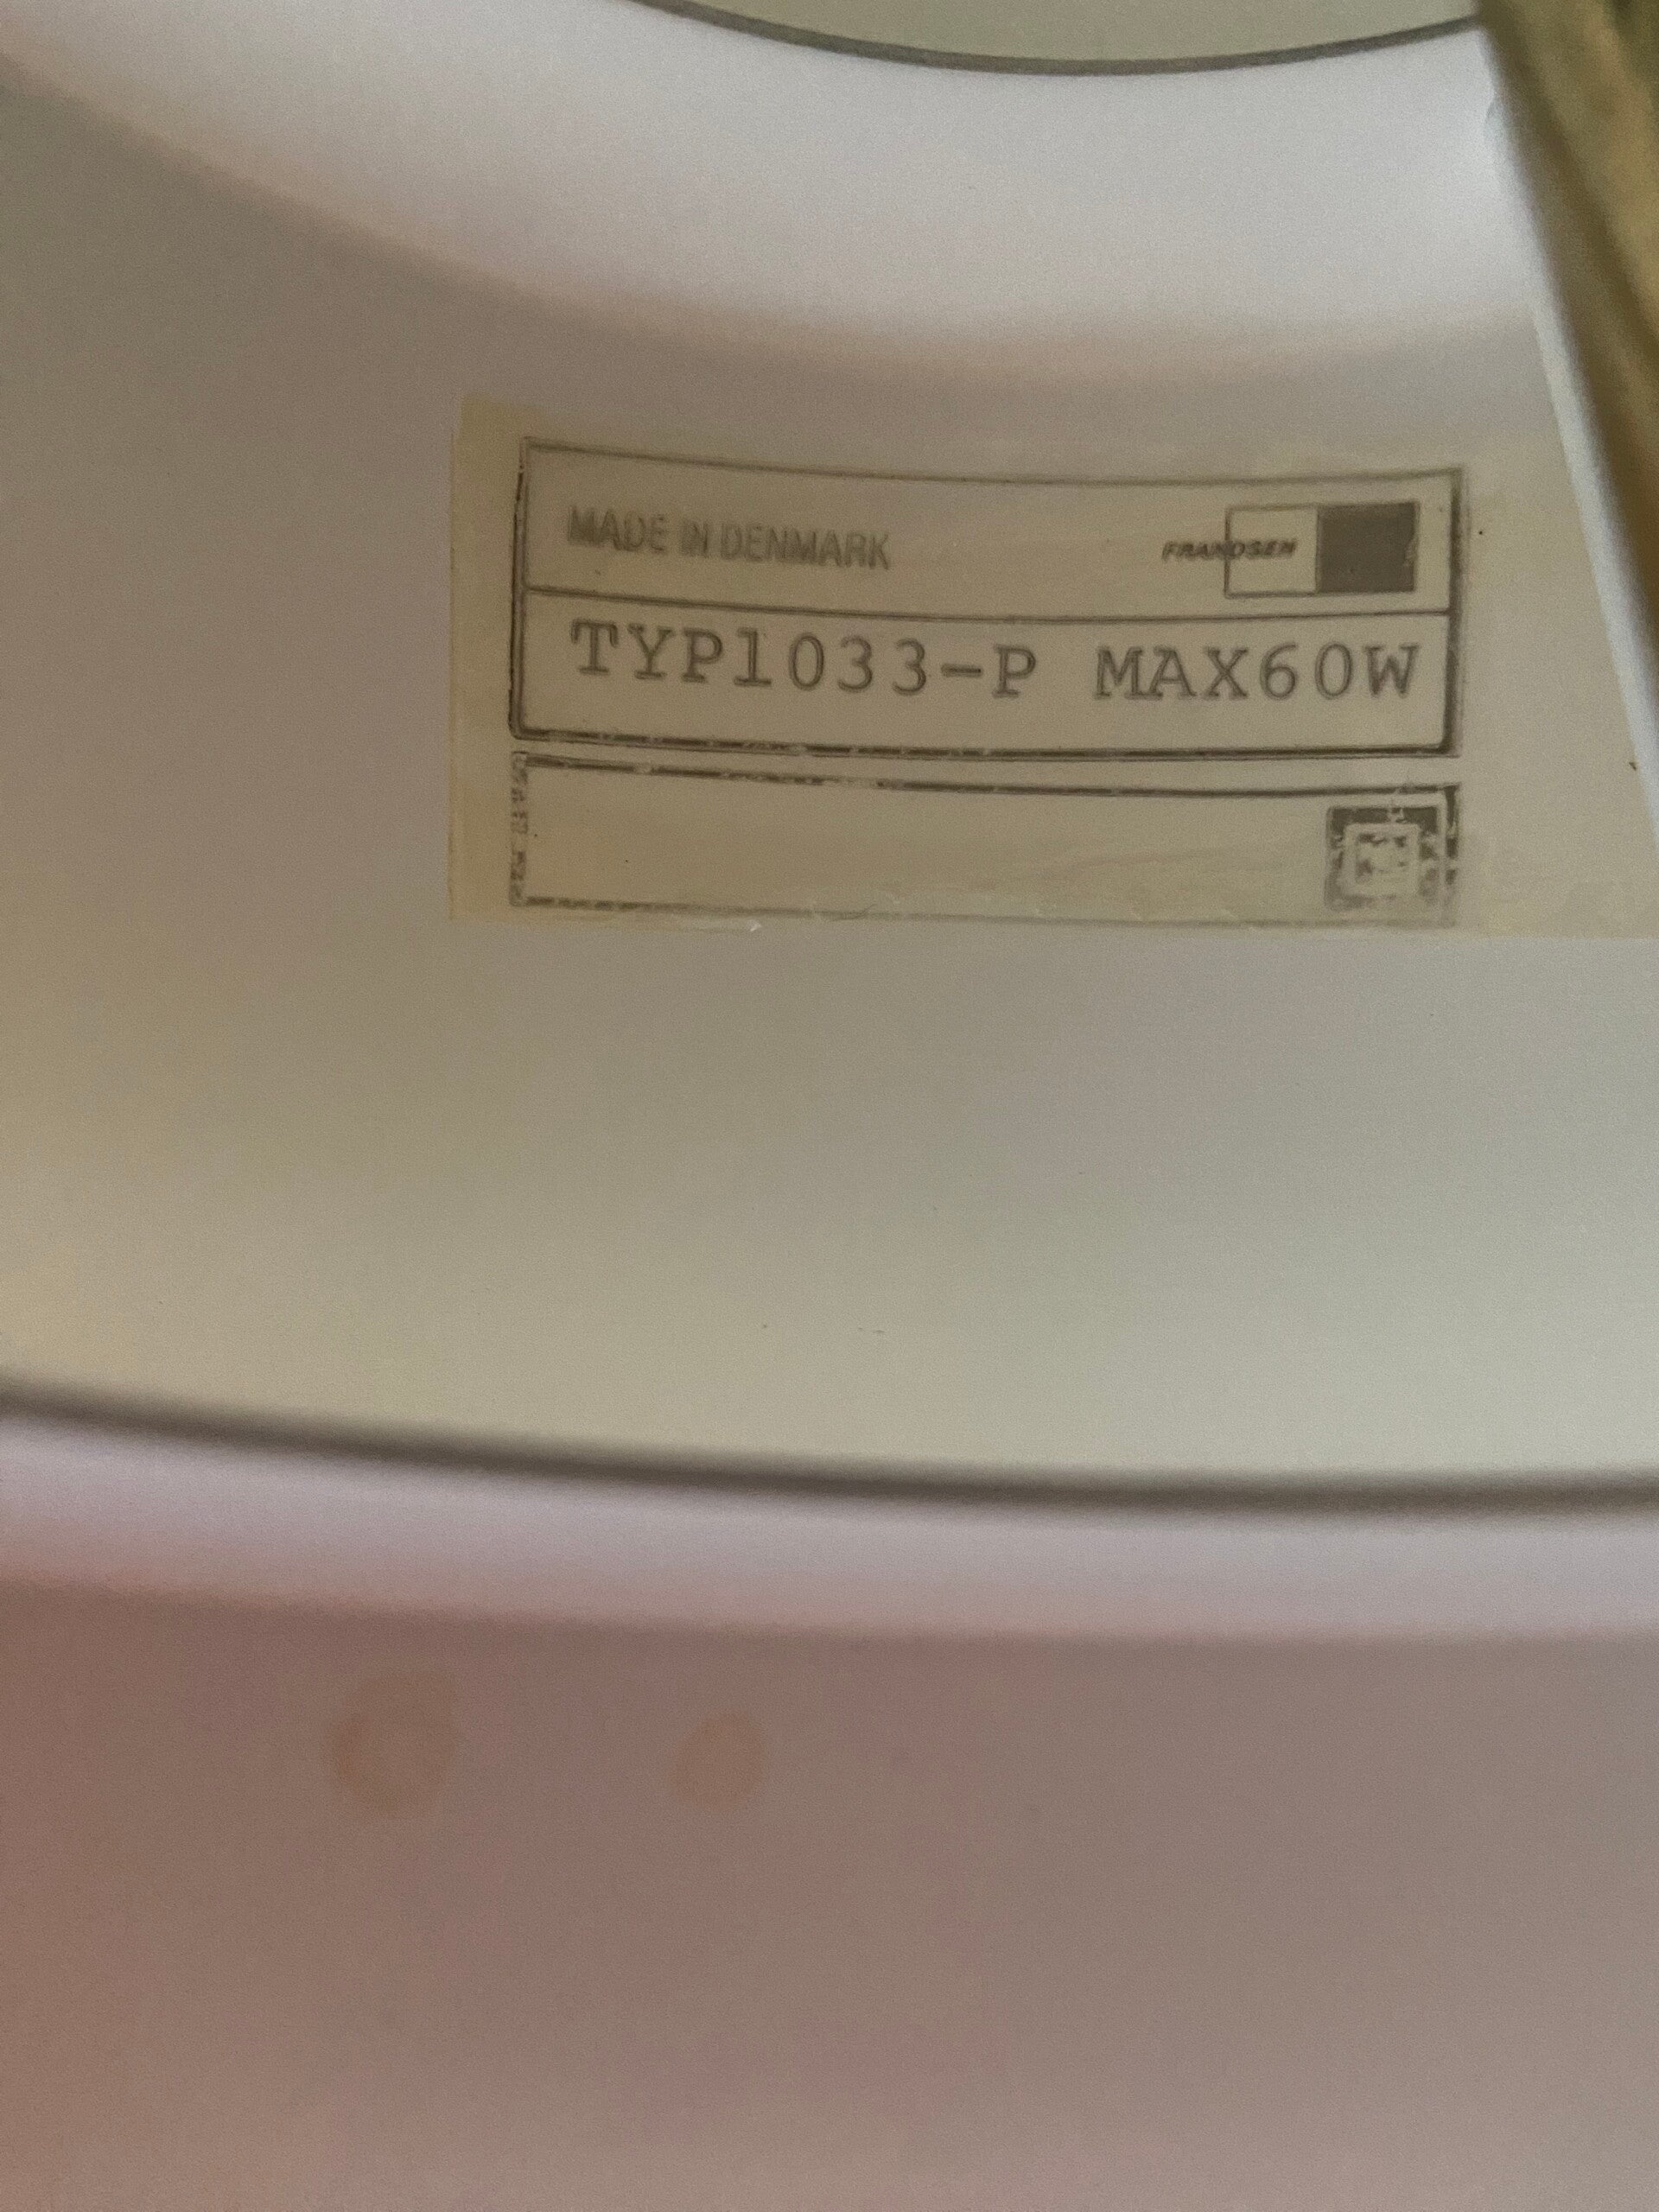 MADE IN DENMARK FRANDSEN
TYP1033-P MAX60W